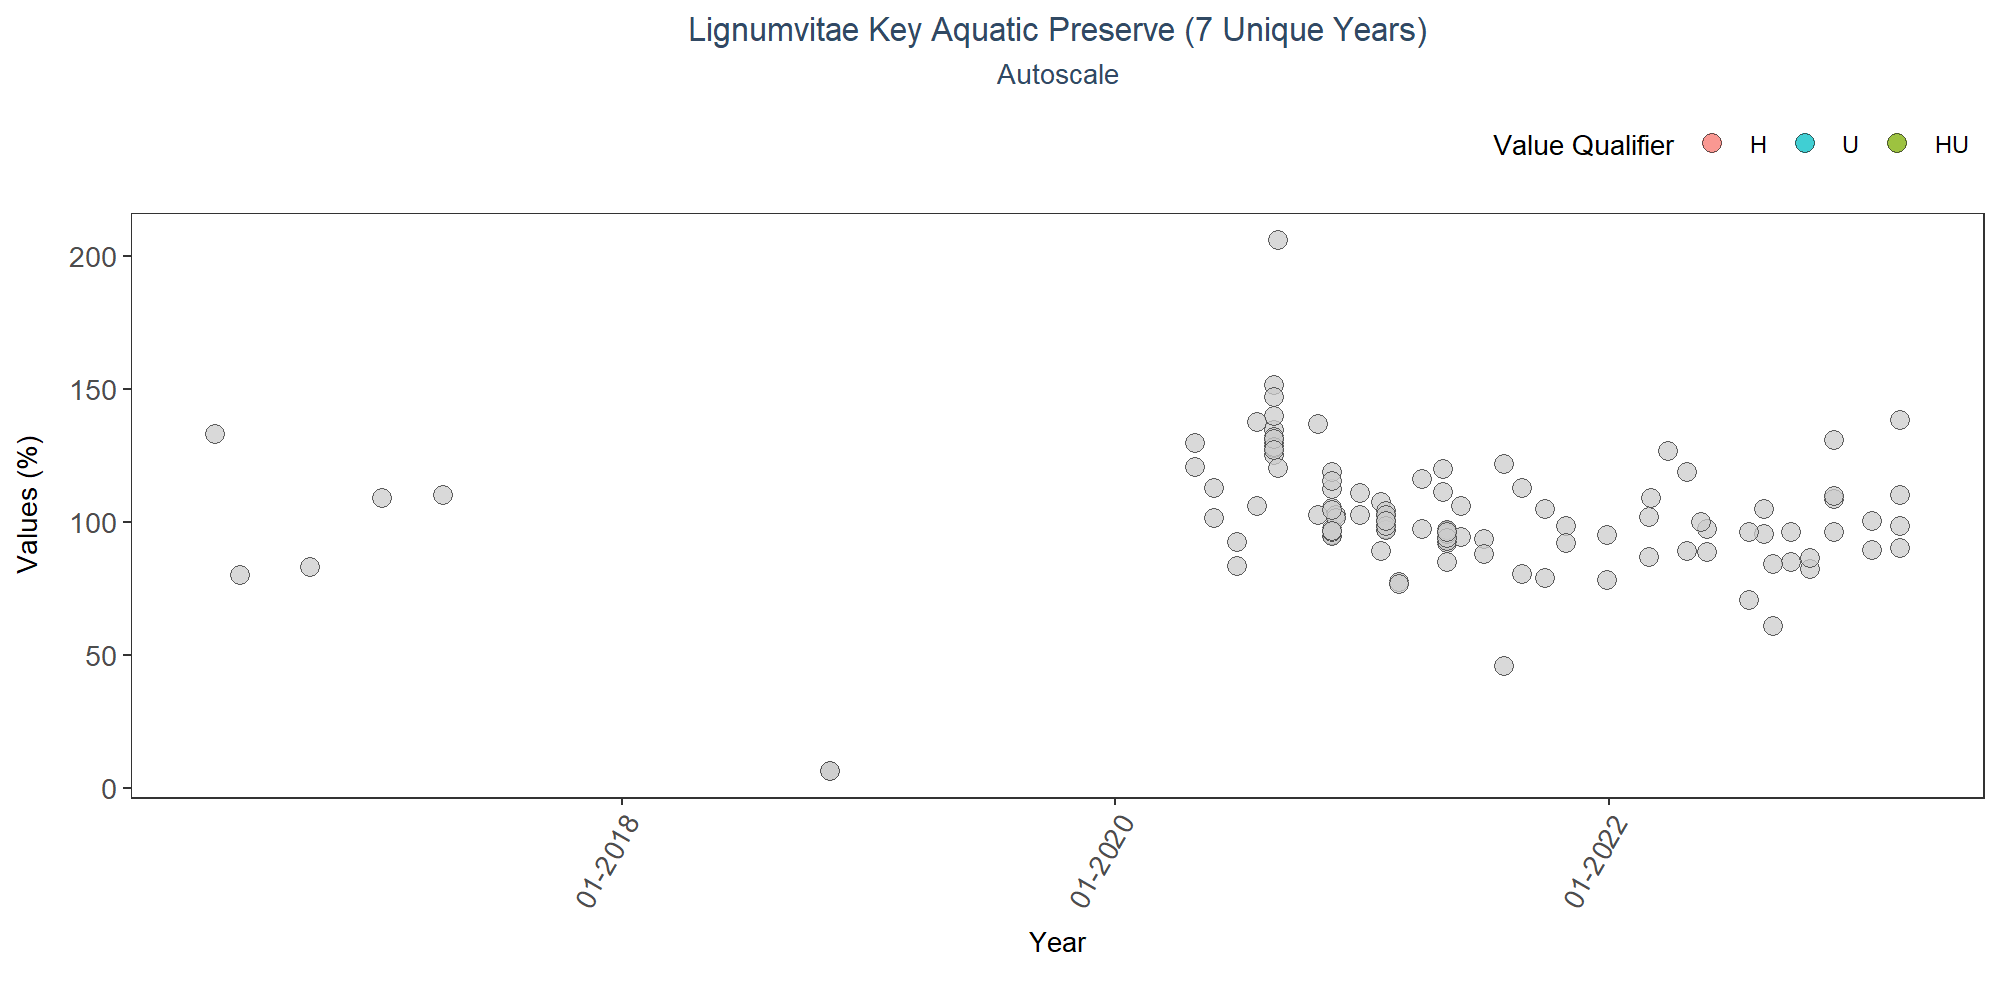 Lignumvitae Key Aquatic Preserve (7 Unique Years)
Autoscale
Value Qualifier H U HU
Values (%)
200
150
100
50
0
01-2018 01-2020 01-2022
Year